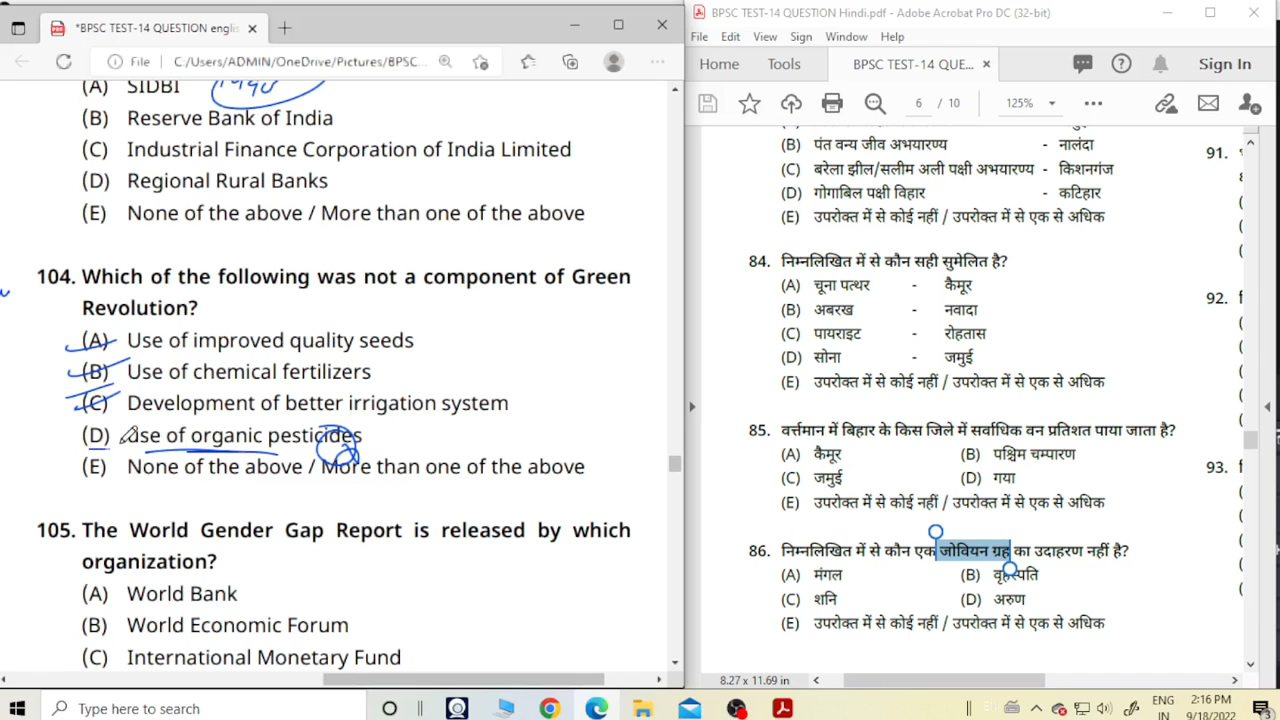 *BPSC TEST-14 QUESTION engli
File
C:/Users/ADMIN/OneDrive/Pictures/BPSC...
(A) SIDBI
1990
(B) Reserve Bank of India
(C) Industrial Finance Corporation of India Limited
(D) Regional Rural Banks
(E) None of the above / More than one of the above
104. Which of the following was not a component of Green
Revolution?
(A) Use of improved quality seeds
(B) Use of chemical fertilizers
(C) Development of better irrigation system
(D) Use of organic pesticides
(E) None of the above / More than one of the above
105. The World Gender Gap Report is released by which
organization?
(A) World Bank
(B) World Economic Forum
(C) International Monetary Fund
BPSC TEST-14 QUESTION Hindi.pdf - Adobe Acrobat Pro DC (32-bit)
File Edit View Sign Window Help
Home Tools BPSC TEST-14 QUE... Sign In
6 / 10 125%
(B) पंत वन्य जीव अभयारण्य - नालंदा
(C) बरेला झील/सलीम अली पक्षी अभयारण्य - किशनगंज
(D) गोगाबिल पक्षी विहार - कटिहार
(E) उपरोक्त में से कोई नहीं / उपरोक्त में से एक से अधिक
84. निम्नलिखित में से कौन सही सुमेलित है?
(A) चूना पत्थर - कैमूर
(B) अबरख - नवादा
(C) पायराइट - रोहतास
(D) सोना - जमुई
(E) उपरोक्त में से कोई नहीं / उपरोक्त में से एक से अधिक
85. वर्त्तमान में बिहार के किस जिले में सर्वाधिक वन प्रतिशत पाया जाता है?
(A) कैमूर (B) पश्चिम चम्पारण
(C) जमुई (D) गया
(E) उपरोक्त में से कोई नहीं / उपरोक्त में से एक से अधिक
86. निम्नलिखित में से कौन एक जोवियन ग्रह का उदाहरण नहीं है?
(A) मंगल (B) वृहस्पति
(C) शनि (D) अरुण
(E) उपरोक्त में से कोई नहीं / उपरोक्त में से एक से अधिक
91.
92.
93.
8.27 x 11.69 in
Type here to search
ENG
IN
2:16 PM
9/18/2022